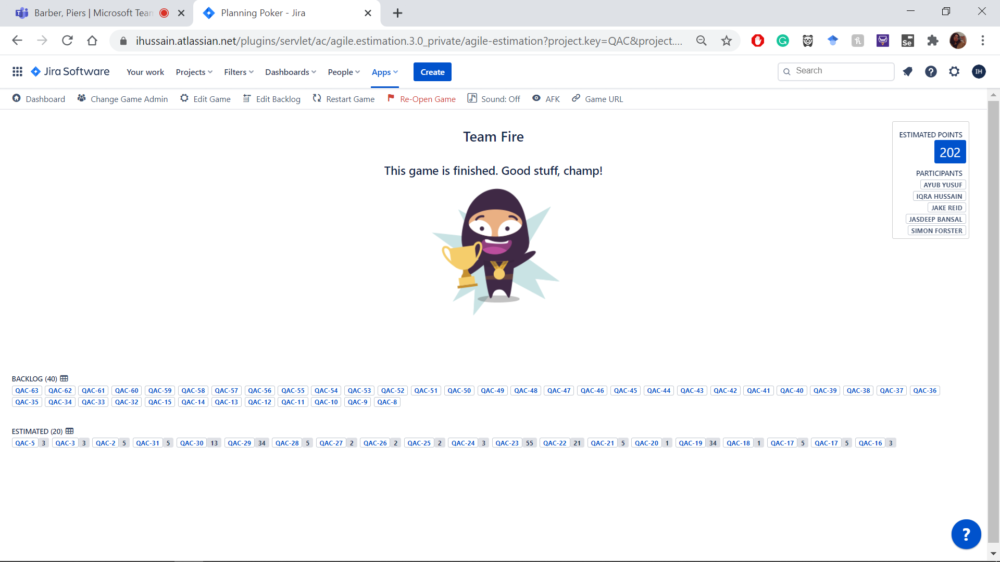 Barber, Piers | Microsoft Team
Planning Poker - Jira
ihussain.atlassian.net/plugins/servlet/ac/agile.estimation.3.0_private/agile-estimation?project.key=QAC&project....
Jira Software Your work Projects Filters Dashboards People Apps Create Search ? IH
Dashboard Change Game Admin Edit Game Edit Backlog Restart Game Re-Open Game Sound: Off AFK Game URL
Team Fire
This game is finished. Good stuff, champ!
ESTIMATED POINTS
202
PARTICIPANTS
AYUB YUSUF
IQRA HUSSAIN
JAKE REID
JASDEEP BANSAL
SIMON FORSTER
BACKLOG (40)
QAC-63 QAC-62 QAC-61 QAC-60 QAC-59 QAC-58 QAC-57 QAC-56 QAC-55 QAC-54 QAC-53 QAC-52 QAC-51 QAC-50 QAC-49 QAC-48 QAC-47 QAC-46 QAC-45 QAC-44 QAC-43 QAC-42 QAC-41 QAC-40 QAC-39 QAC-38 QAC-37 QAC-36
QAC-35 QAC-34 QAC-33 QAC-32 QAC-15 QAC-14 QAC-13 QAC-12 QAC-11 QAC-10 QAC-9 QAC-8
ESTIMATED (20)
QAC-5 3 QAC-3 3 QAC-2 5 QAC-31 5 QAC-30 13 QAC-29 34 QAC-28 5 QAC-27 2 QAC-26 2 QAC-25 2 QAC-24 3 QAC-23 55 QAC-22 21 QAC-21 5 QAC-20 1 QAC-19 34 QAC-18 1 QAC-17 5 QAC-17 5 QAC-16 3
?